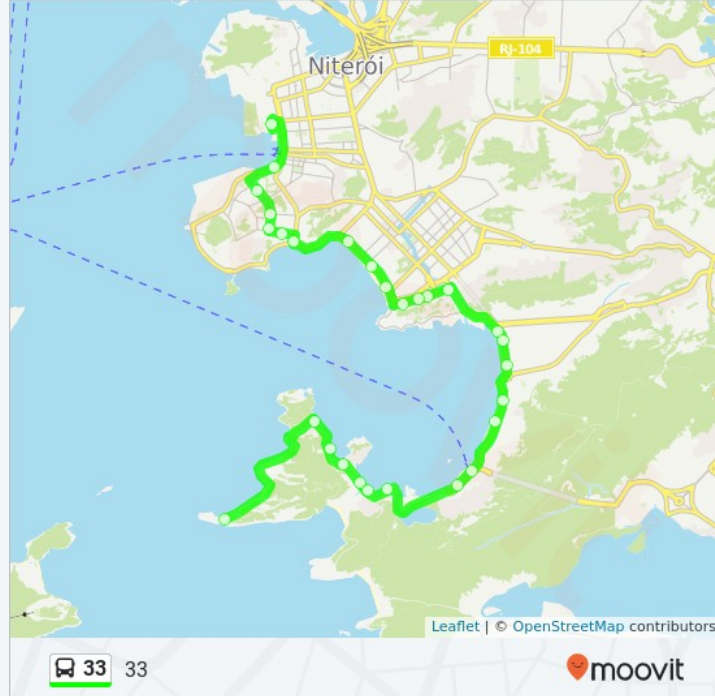 RJ-104
Niterói
Leaflet | © OpenStreetMap contributors
33 33
moovit